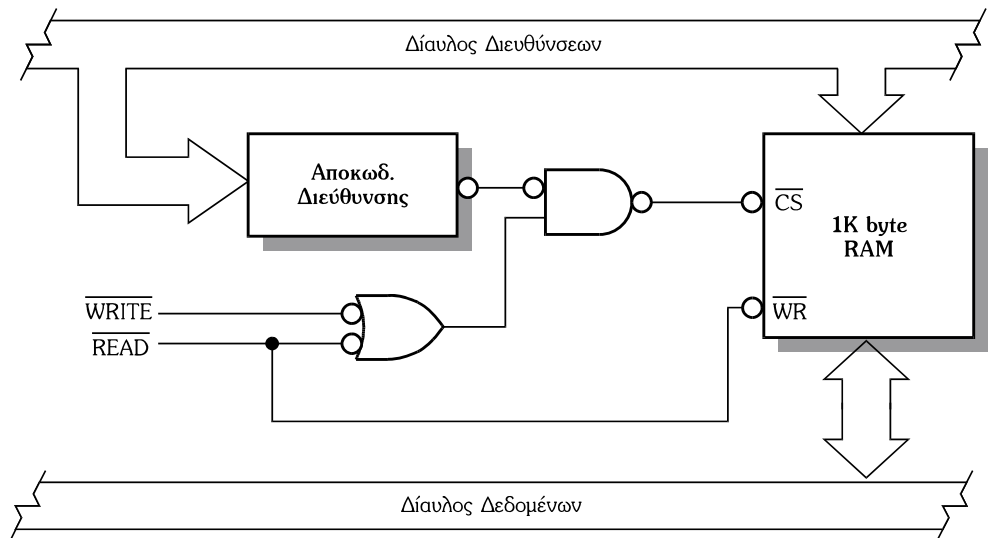 Δίαυλος Διευθύνσεων
Αποκωδ.
Διεύθυνσης
CS
1K byte
RAM
WRITE
WR
READ
Δίαυλος Δεδομένων